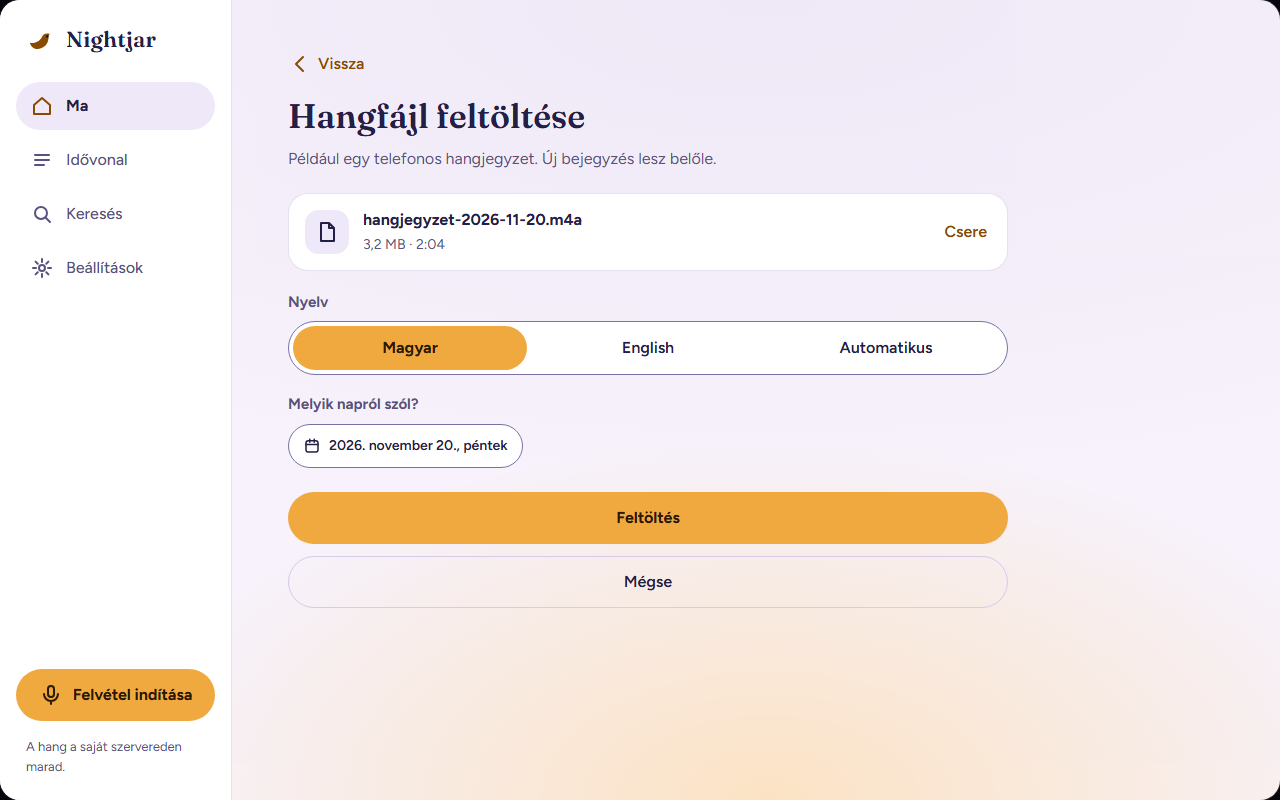 Nightjar
Ma
Idővonal
Keresés
Beállítások
Felvétel indítása
A hang a saját szervereden
marad.
Vissza
Hangfájl feltöltése
Például egy telefonos hangjegyzet. Új bejegyzés lesz belőle.
hangjegyzet-2026-11-20.m4a
3,2 MB · 2:04
Csere
Nyelv
Magyar
English
Automatikus
Melyik napról szól?
2026. november 20., péntek
Feltöltés
Mégse